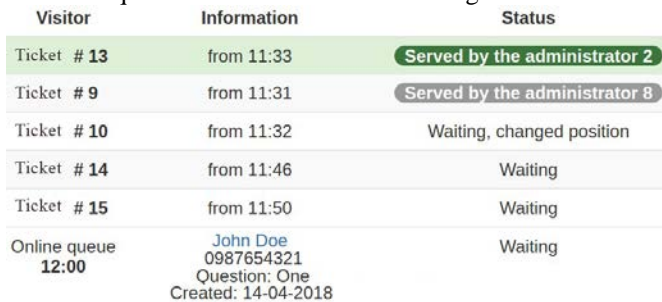 Visitor Information Status
Ticket # 13 from 11:33 Served by the administrator 2
Ticket # 9 from 11:31 Served by the administrator 8
Ticket # 10 from 11:32 Waiting, changed position
Ticket # 14 from 11:46 Waiting
Ticket # 15 from 11:50 Waiting
Online queue John Doe Waiting
12:00 0987654321
Question: One
Created: 14-04-2018